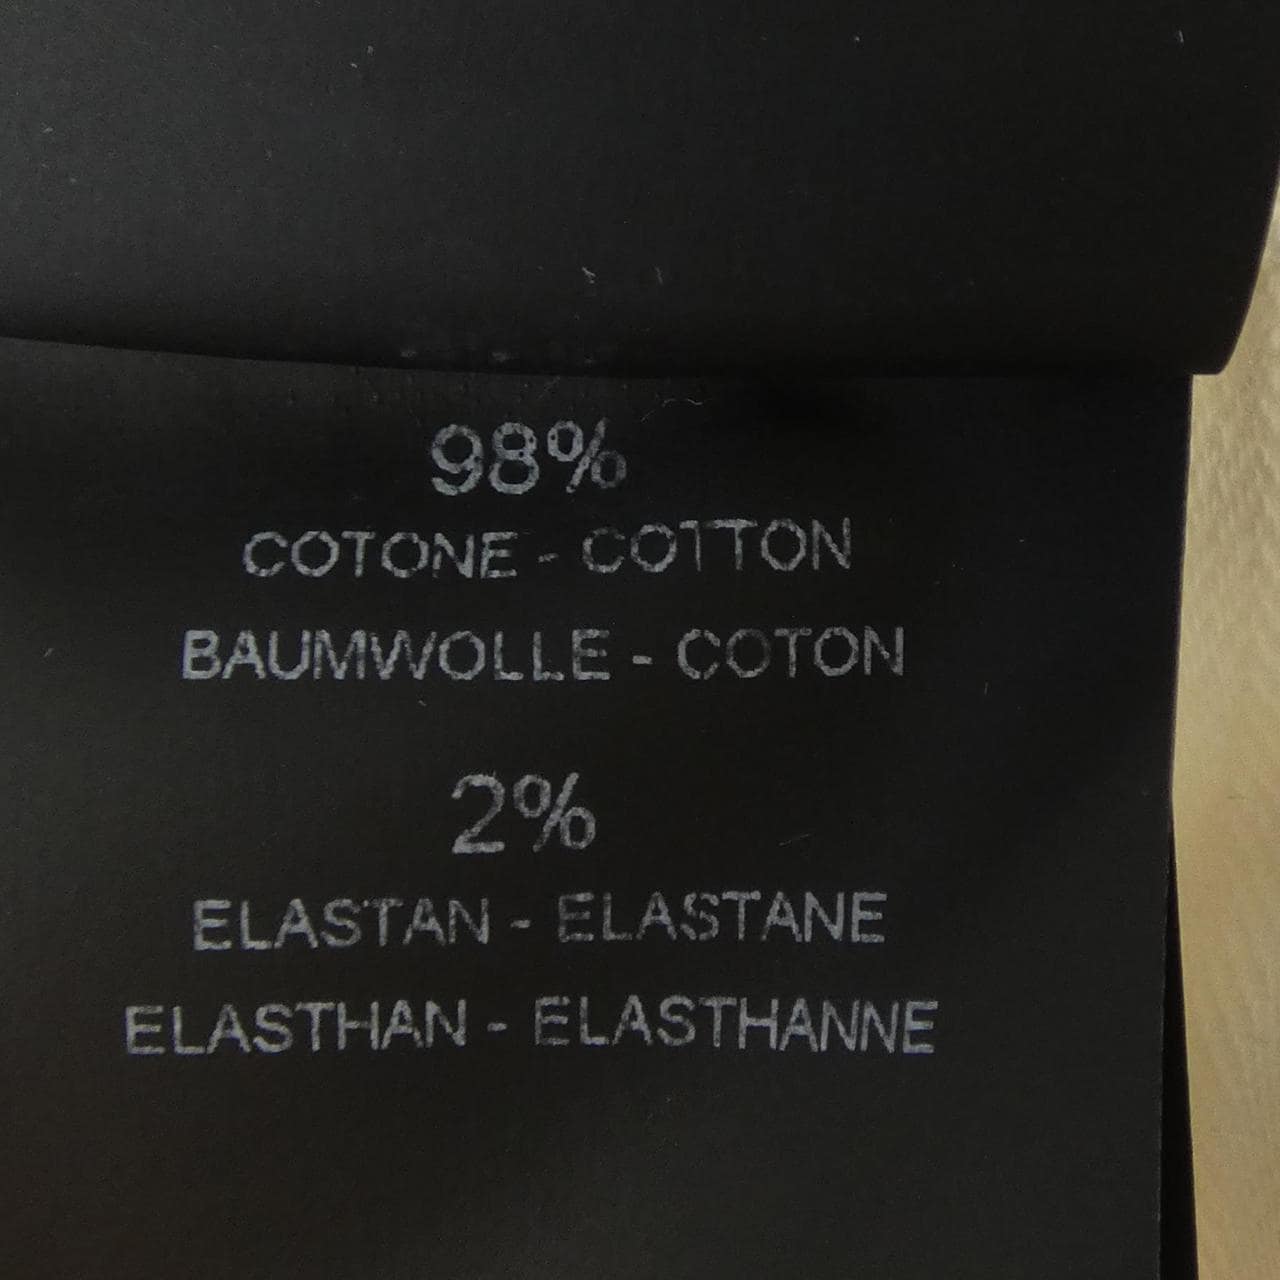 98%
COTONE - COTTON
BAUMWOLLE - COTON
2%
ELASTAN - ELASTANE
ELASTHAN - ELASTHANNE